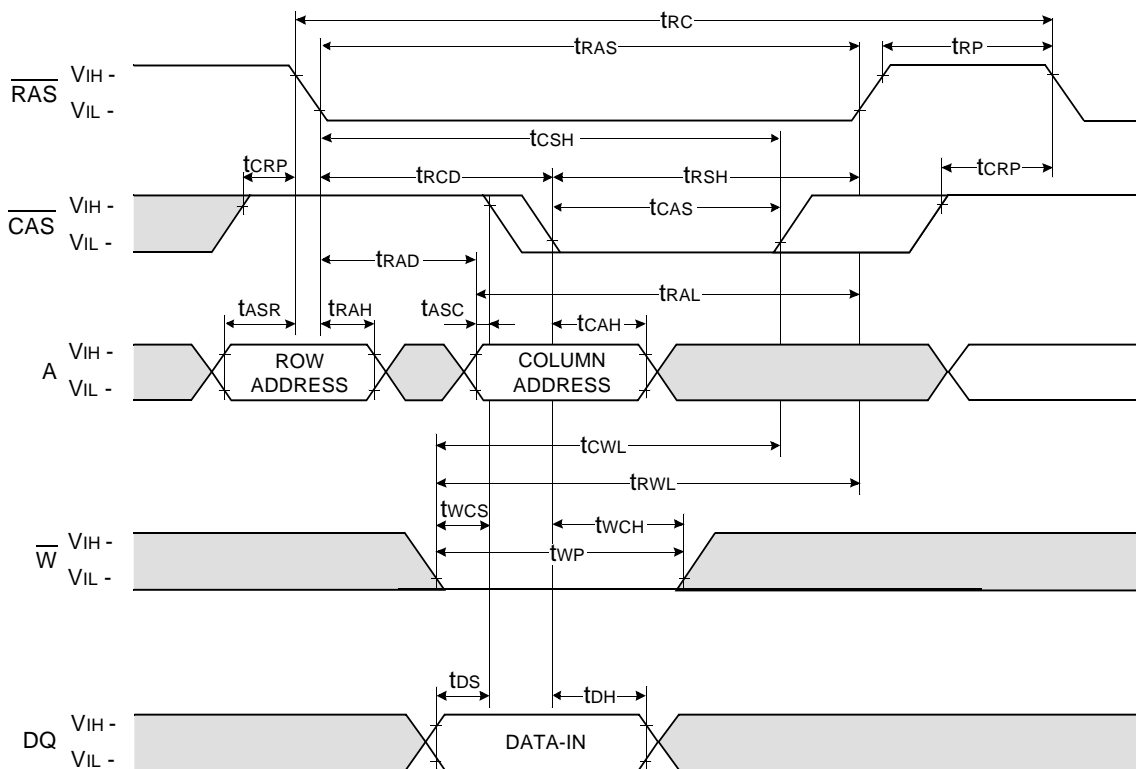 tRC
tRAS
tRP
RAS
VIH -
VIL -
tCSH
tCRP
tRCD
tRSH
tCRP
CAS
VIH -
VIL -
tCAS
tRAD
tRAL
tASR
tRAH
tASC
tCAH
A
VIH -
VIL -
ROW
ADDRESS
COLUMN
ADDRESS
tCWL
tRWL
tWCS
tWCH
W
VIH -
VIL -
tWP
tDS
tDH
DQ
VIH -
VIL -
DATA-IN